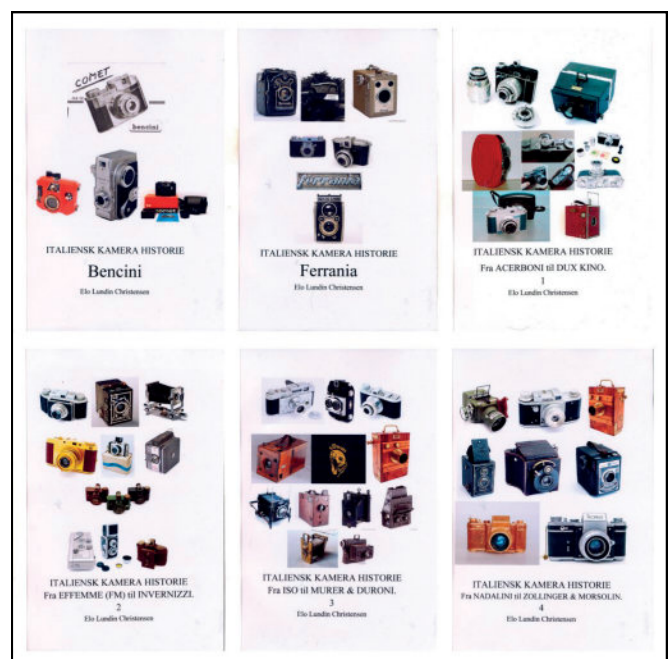 COMET
bencini
ITALIENSK KAMERA HISTORIE
Bencini
Elo Lundin Christensen
Ferrania
ITALIENSK KAMERA HISTORIE
Ferrania
Elo Lundin Christensen
ITALIENSK KAMERA HISTORIE
Fra ACERBONI til DUX KINO.
1
Elo Lundin Christensen
ITALIENSK KAMERA HISTORIE
Fra EFFEMME (FM) til INVERNIZZI.
2
Elo Lundin Christensen
ITALIENSK KAMERA HISTORIE
Fra ISO til MURER & DURONI.
3
Elo Lundin Christensen
ITALIENSK KAMERA HISTORIE
Fra NADALINI til ZOLLINGER & MORSOLIN.
4
Elo Lundin Christensen